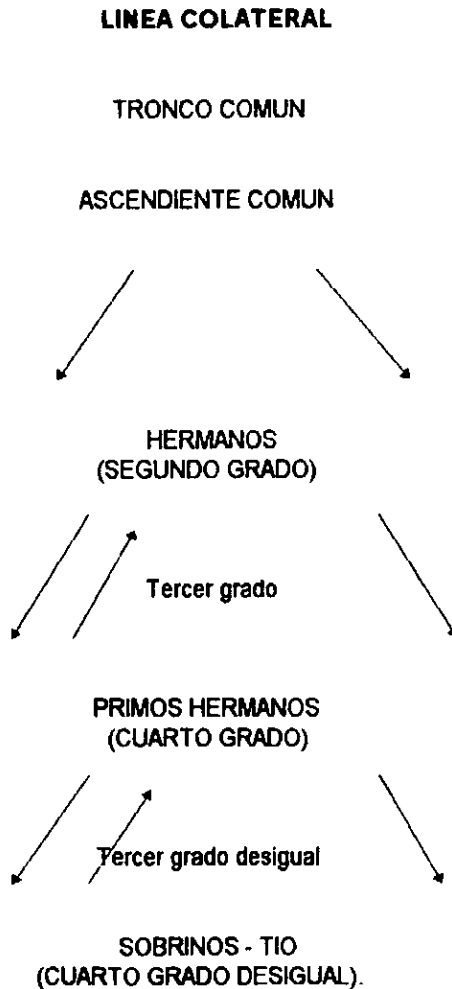 LINEA COLATERAL
TRONCO COMUN
ASCENDIENTE COMUN
HERMANOS
(SEGUNDO GRADO)
Tercer grado
PRIMOS HERMANOS
(CUARTO GRADO)
Tercer grado desigual
SOBRINOS - TIO
(CUARTO GRADO DESIGUAL).